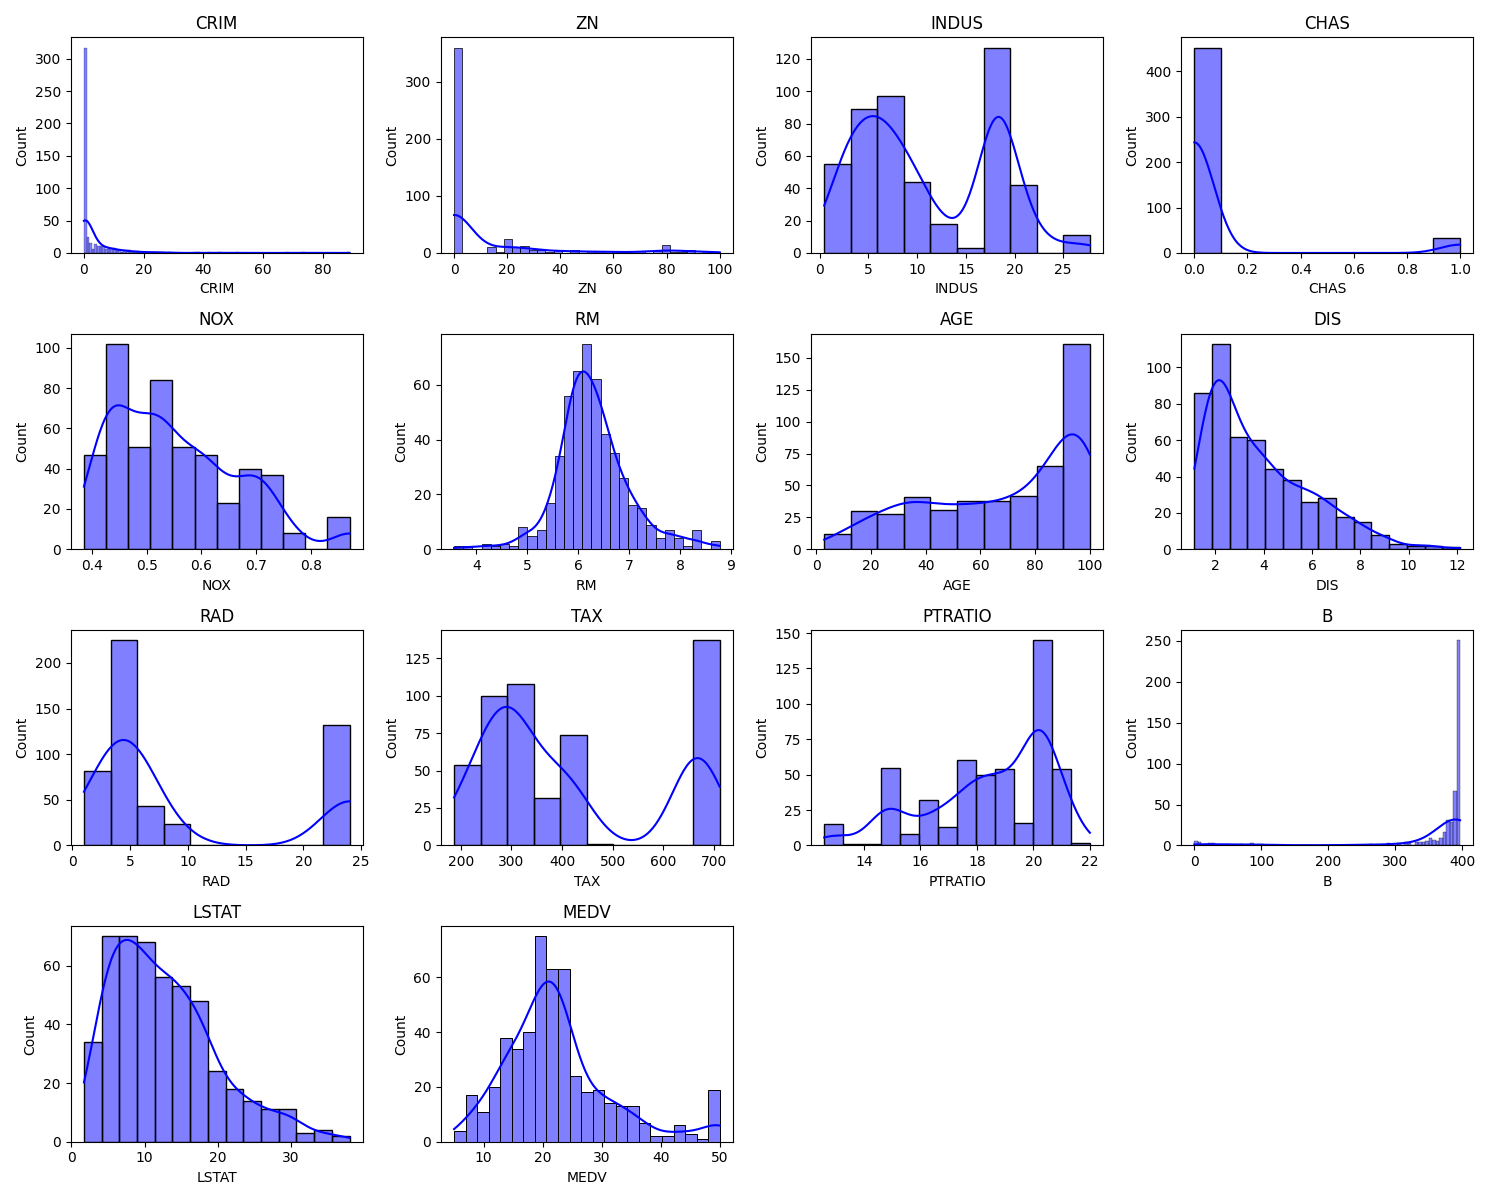 CRIM
ZN
INDUS
CHAS
Count
300
250
200
150
100
50
0
0 20 40 60 80
CRIM
Count
300
200
100
0
0 20 40 60 80 100
ZN
Count
120
100
80
60
40
20
0
0 5 10 15 20 25
INDUS
Count
400
300
200
100
0
0.0 0.2 0.4 0.6 0.8 1.0
CHAS
NOX
RM
AGE
DIS
Count
100
80
60
40
20
0
0.4 0.5 0.6 0.7 0.8
NOX
Count
60
40
20
0
4 5 6 7 8 9
RM
Count
150
125
100
75
50
25
0
0 20 40 60 80 100
AGE
Count
100
80
60
40
20
0
2 4 6 8 10 12
DIS
RAD
TAX
PTRATIO
B
Count
200
150
100
50
0
0 5 10 15 20 25
RAD
Count
125
100
75
50
25
0
200 300 400 500 600 700
TAX
Count
150
125
100
75
50
25
0
14 16 18 20 22
PTRATIO
Count
250
200
150
100
50
0
0 100 200 300 400
B
LSTAT
MEDV
Count
60
40
20
0
0 10 20 30
LSTAT
Count
60
40
20
0
10 20 30 40 50
MEDV